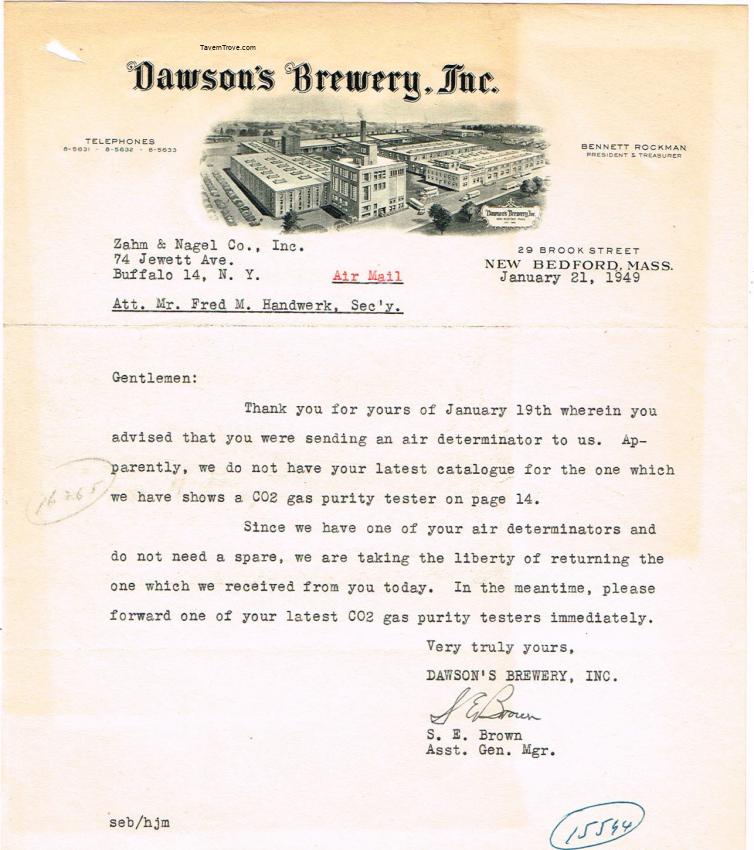 TavernTrove.com
Dawson's Brewery, Inc.
TELEPHONES
8-5631 - 8-5632 - 8-5633
BENNETT ROCKMAN
PRESIDENT & TREASURER
Dawson's Brewery, Inc.
Zahm & Nagel Co., Inc.
74 Jewett Ave.
Buffalo 14, N. Y.
Air Mail
29 BROOK STREET
NEW BEDFORD, MASS.
January 21, 1949
Att. Mr. Fred M. Handwerk, Sec'y.
Gentlemen:
Thank you for yours of January 19th wherein you
advised that you were sending an air determinator to us. Ap-
parently, we do not have your latest catalogue for the one which
we have shows a CO2 gas purity tester on page 14.
16265
Since we have one of your air determinators and
do not need a spare, we are taking the liberty of returning the
one which we received from you today. In the meantime, please
forward one of your latest CO2 gas purity testers immediately.
Very truly yours,
DAWSON'S BREWERY, INC.
S E Brown
S. E. Brown
Asst. Gen. Mgr.
seb/hjm
15544